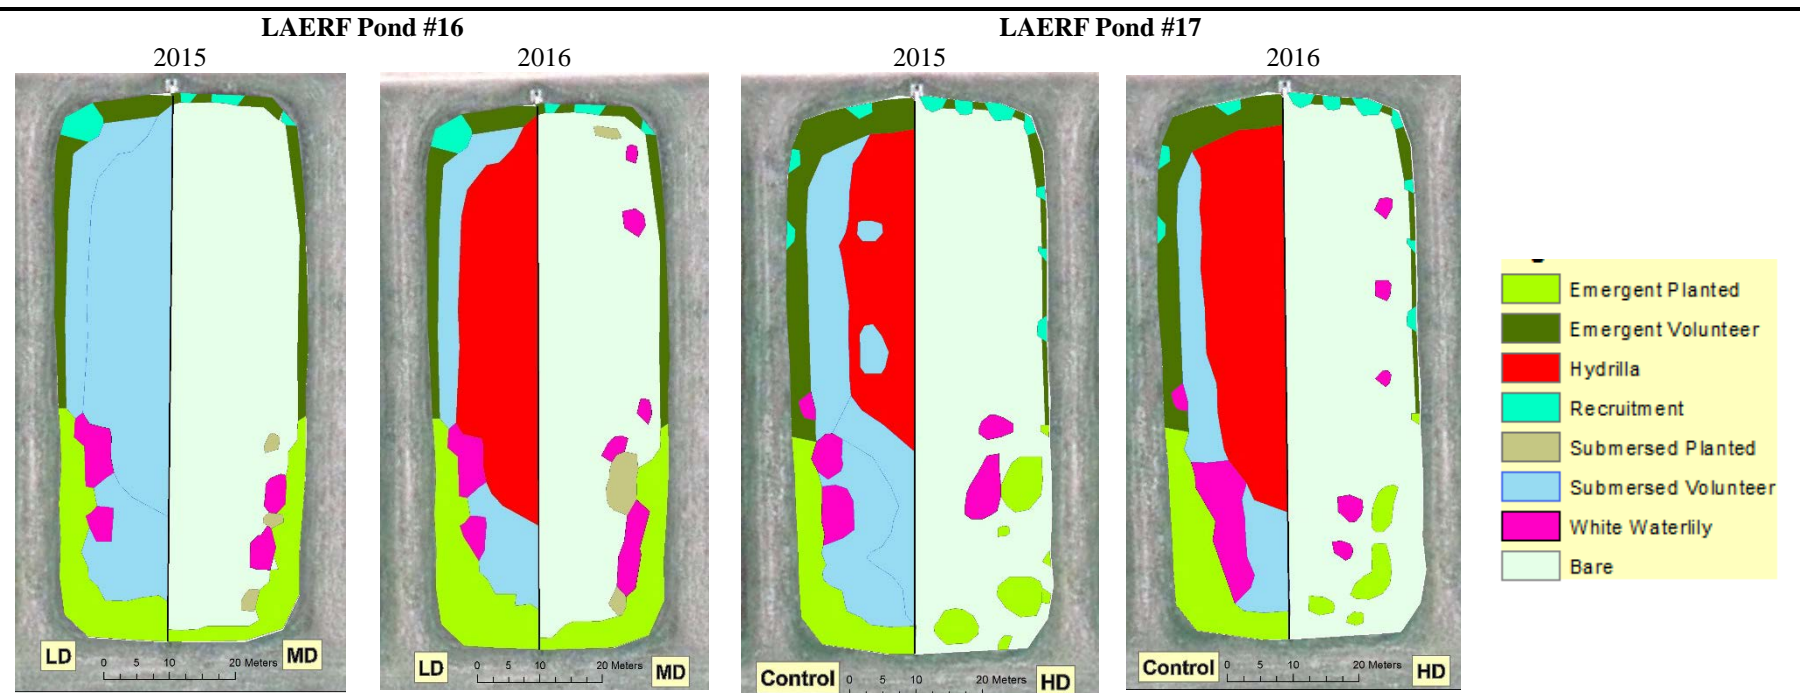 LAERF Pond #16
LAERF Pond #17
2015
2016
2015
2016
Emergent Planted
Emergent Volunteer
Hydrilla
Recruitment
Submersed Planted
Submersed Volunteer
White Waterlily
Bare
LD
0 5 10 20 Meters
MD
LD
0 5 10 20 Meters
MD
Control
0 5 10 20 Meters
HD
Control
0 5 10 20 Meters
HD